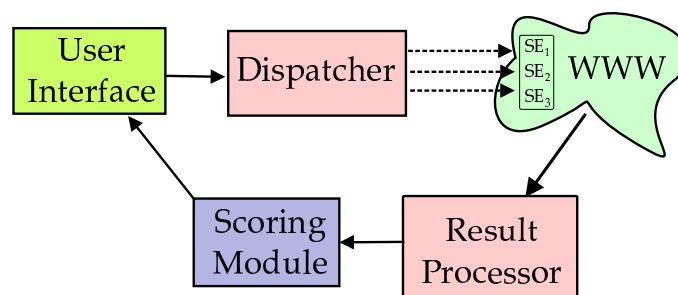 User
Interface
Dispatcher
SE1
SE2
SE3
WWW
Scoring
Module
Result
Processor